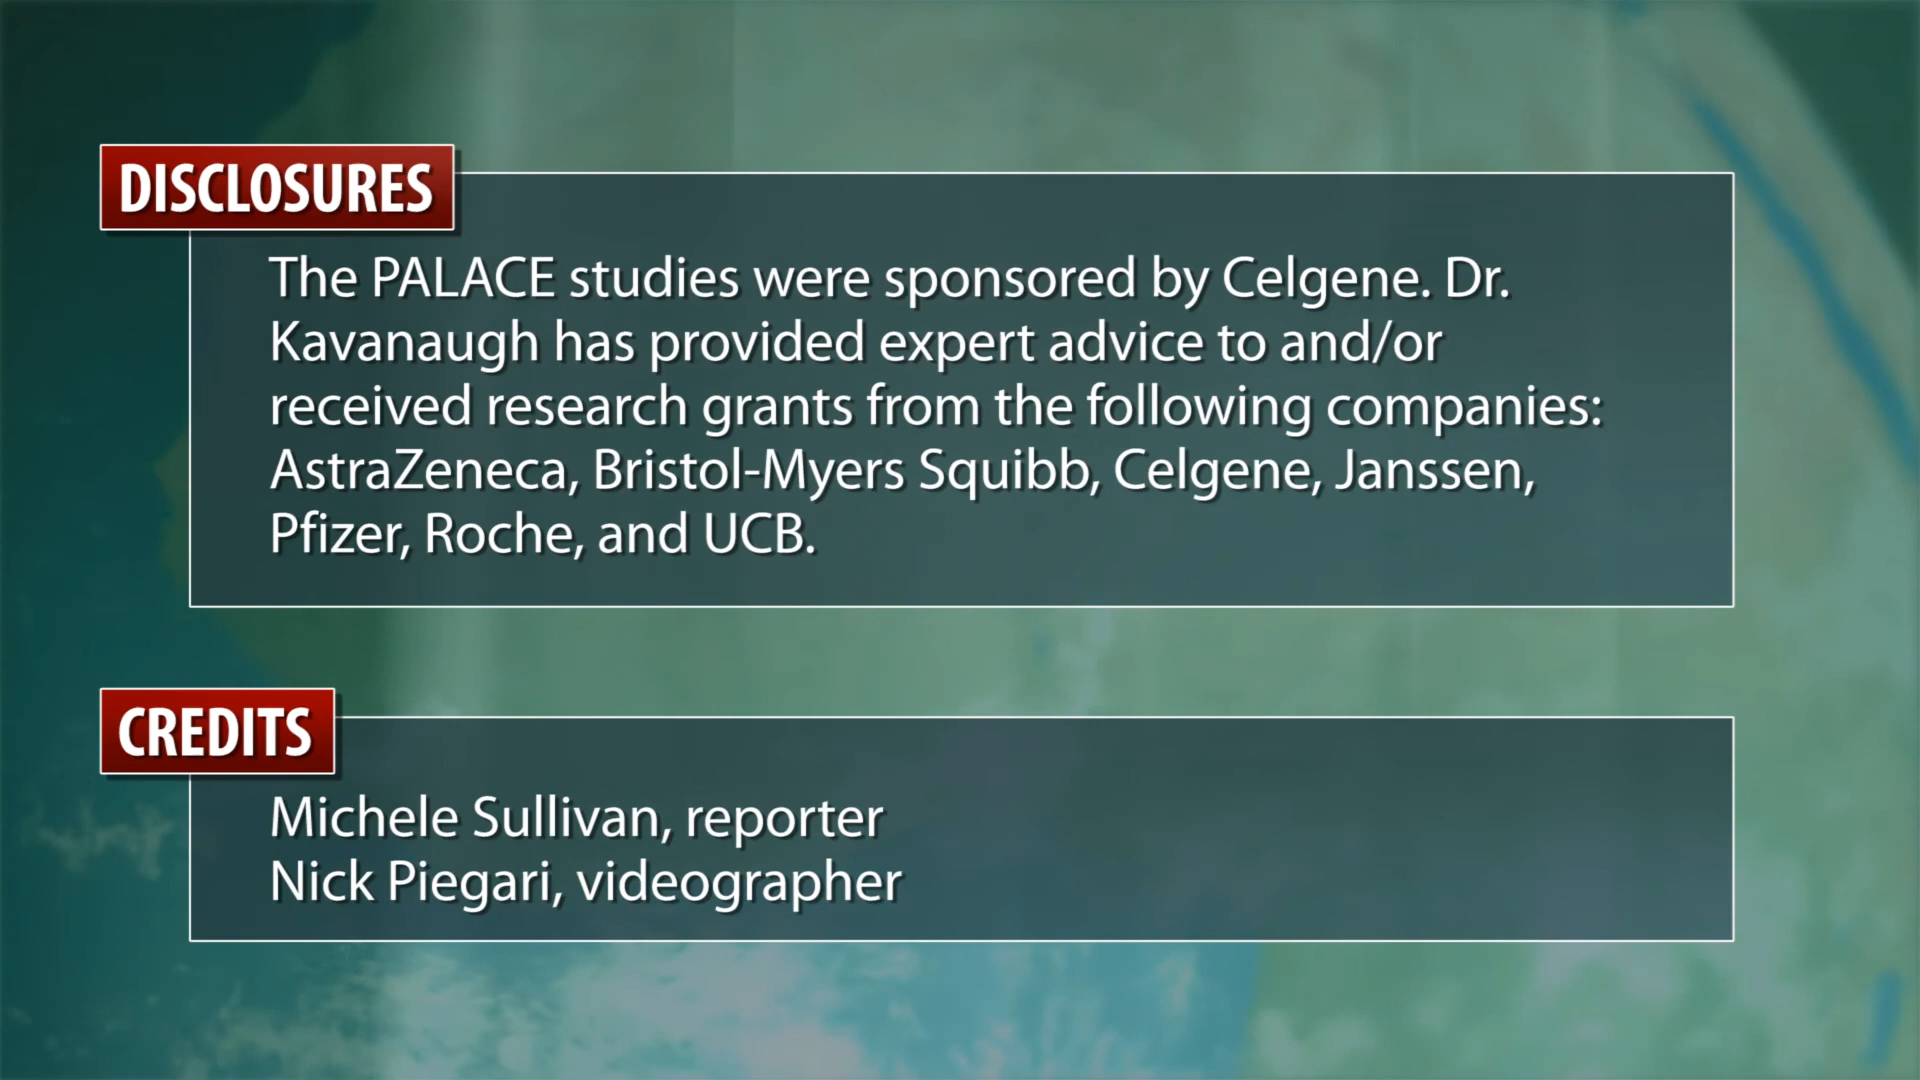 DISCLOSURES
The PALACE studies were sponsored by Celgene. Dr.
Kavanaugh has provided expert advice to and/or
received research grants from the following companies:
AstraZeneca, Bristol-Myers Squibb, Celgene, Janssen,
Pfizer, Roche, and UCB.
CREDITS
Michele Sullivan, reporter
Nick Piegari, videographer